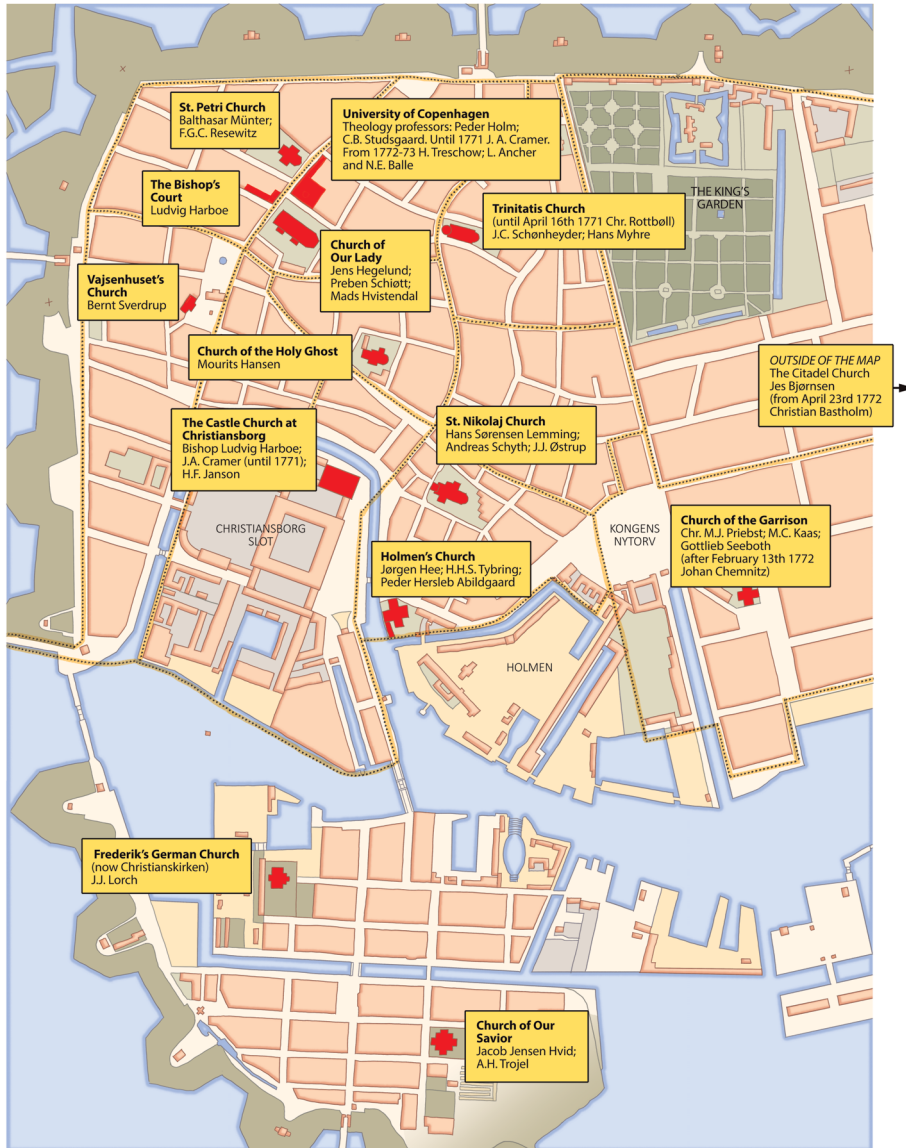 St. Petri Church
Balthasar Münter;
F.G.C. Resewitz
University of Copenhagen
Theology professors: Peder Holm;
C.B. Studsgaard. Until 1771 J. A. Cramer.
From 1772-73 H. Treschow; L. Ancher
and N.E. Balle
The Bishop's
Court
Ludvig Harboe
THE KING'S
GARDEN
Trinitatis Church
(until April 16th 1771 Chr. Rottbøll)
J.C. Schønheyder; Hans Myhre
Church of
Our Lady
Jens Hegelund;
Preben Schiøtt;
Mads Hvistendal
Vajsenhuset's
Church
Bernt Sverdrup
Church of the Holy Ghost
Mourits Hansen
OUTSIDE OF THE MAP
The Citadel Church
Jes Bjørnsen
(from April 23rd 1772
Christian Bastholm)
The Castle Church at
Christiansborg
Bishop Ludvig Harboe;
J.A. Cramer (until 1771);
H.F. Janson
St. Nikolaj Church
Hans Sørensen Lemming;
Andreas Schyth; J.J. Østrup
CHRISTIANSBORG
SLOT
KONGENS
NYTORV
Church of the Garrison
Chr. M.J. Priebst; M.C. Kaas;
Gottlieb Seeboth
(after February 13th 1772
Johan Chemnitz)
Holmen's Church
Jørgen Hee; H.H.S. Tybring;
Peder Hersleb Abildgaard
HOLMEN
Frederik's German Church
(now Christianskirken)
J.J. Lorch
Church of Our
Savior
Jacob Jensen Hvid;
A.H. Trojel